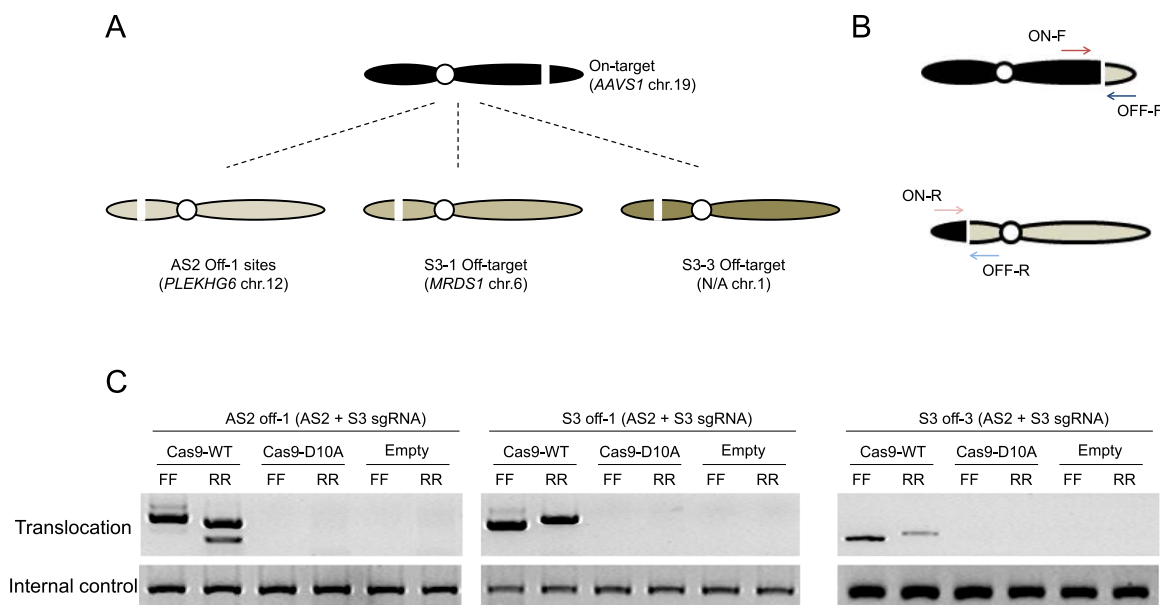 A
On-target
(AAVS1 chr.19)
AS2 Off-1 sites
(PLEKHG6 chr.12)
S3-1 Off-target
(MRDS1 chr.6)
S3-3 Off-target
(N/A chr.1)
B
ON-F
OFF-F
ON-R
OFF-R
C
AS2 off-1 (AS2 + S3 sgRNA) S3 off-1 (AS2 + S3 sgRNA) S3 off-3 (AS2 + S3 sgRNA)
Cas9-WT Cas9-D10A Empty Cas9-WT Cas9-D10A Empty Cas9-WT Cas9-D10A Empty
FF RR FF RR FF RR FF RR FF RR FF RR FF RR FF RR FF RR
Translocation
Internal control